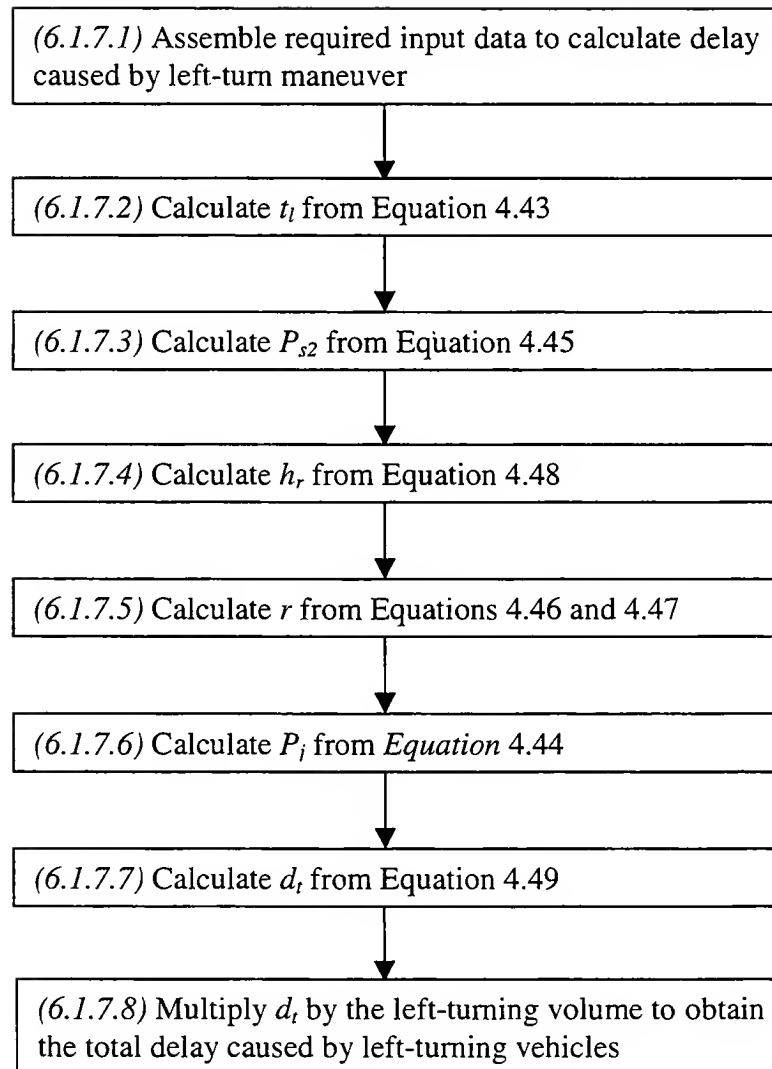 (6.1.7.1) Assemble required input data to calculate delay
caused by left-turn maneuver
(6.1.7.2) Calculate t_l from Equation 4.43
(6.1.7.3) Calculate P_{s2} from Equation 4.45
(6.1.7.4) Calculate h_r from Equation 4.48
(6.1.7.5) Calculate r from Equations 4.46 and 4.47
(6.1.7.6) Calculate P_j from Equation 4.44
(6.1.7.7) Calculate d_t from Equation 4.49
(6.1.7.8) Multiply d_t by the left-turning volume to obtain
the total delay caused by left-turning vehicles